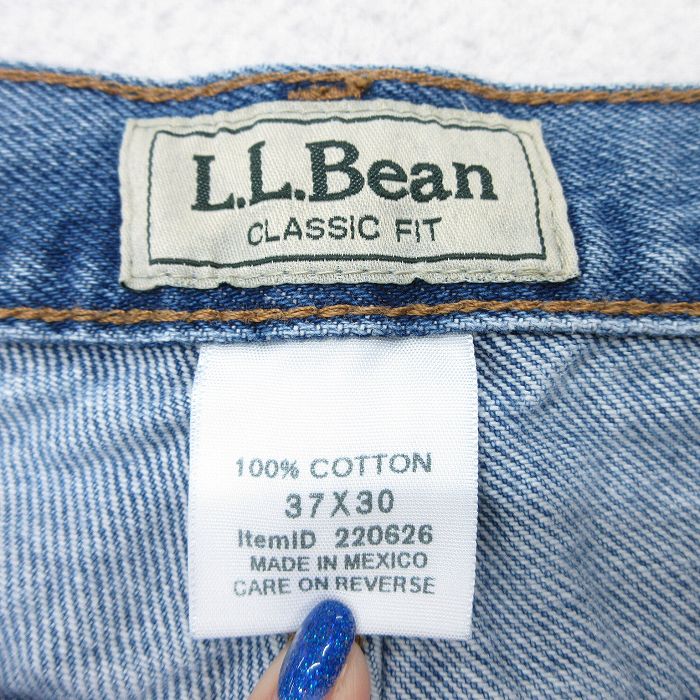 L.L.Bean
CLASSIC FIT
100% COTTON
37X30
ItemID 220626
MADE IN MEXICO
CARE ON REVERSE